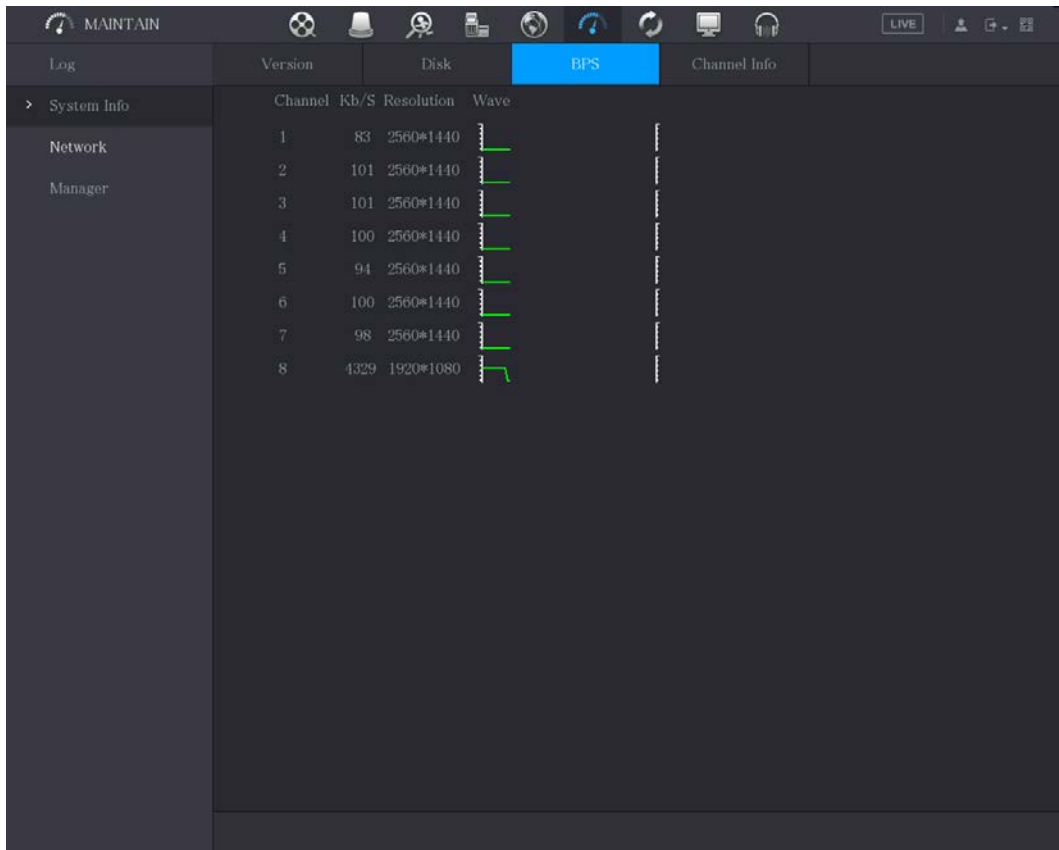 MAINTAIN LIVE
Log Version Disk BPS Channel Info
System Info
Network
Manager
Channel Kb/S Resolution Wave
1 83 2560*1440
2 101 2560*1440
3 101 2560*1440
4 100 2560*1440
5 94 2560*1440
6 100 2560*1440
7 98 2560*1440
8 4329 1920*1080